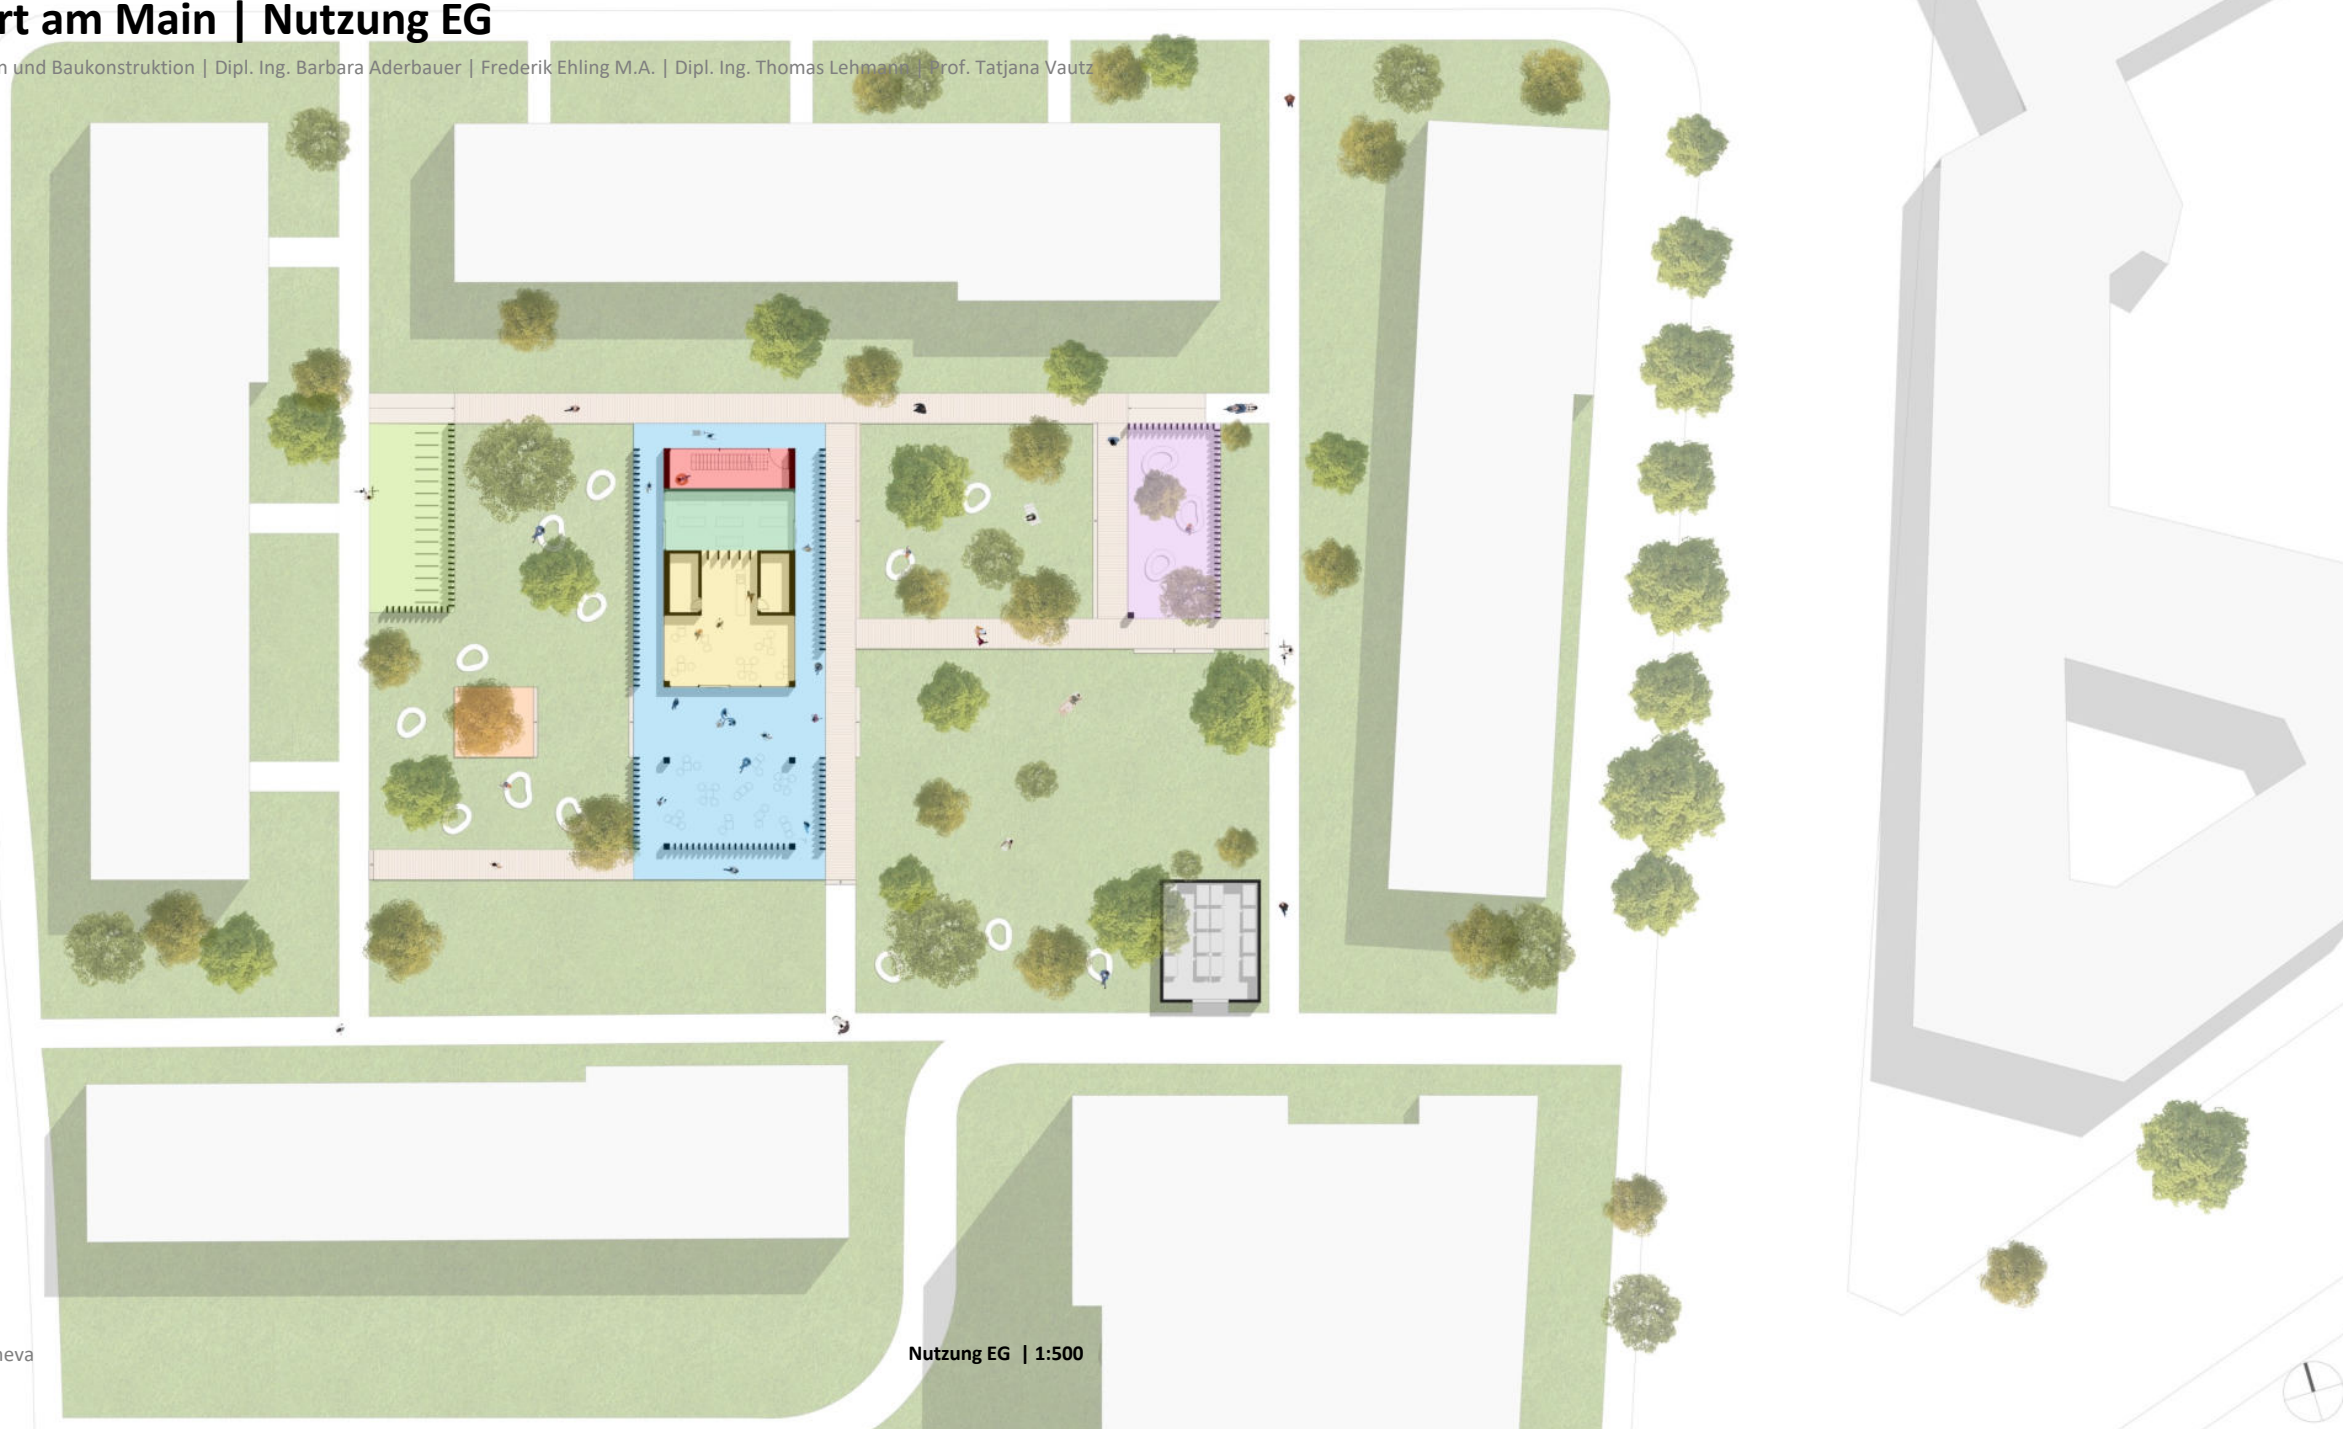 rt am Main | Nutzung EG
n und Baukonstruktion | Dipl. Ing. Barbara Aderbauer | Frederik Ehling M.A. | Dipl. Ing. Thomas Lehmann | Prof. Tatjana Vautz
neva
Nutzung EG | 1:500